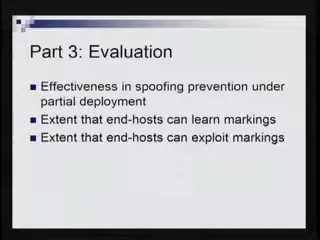 Part 3: Evaluation
Effectiveness in spoofing prevention under
partial deployment
Extent that end-hosts can learn markings
Extent that end-hosts can exploit markings